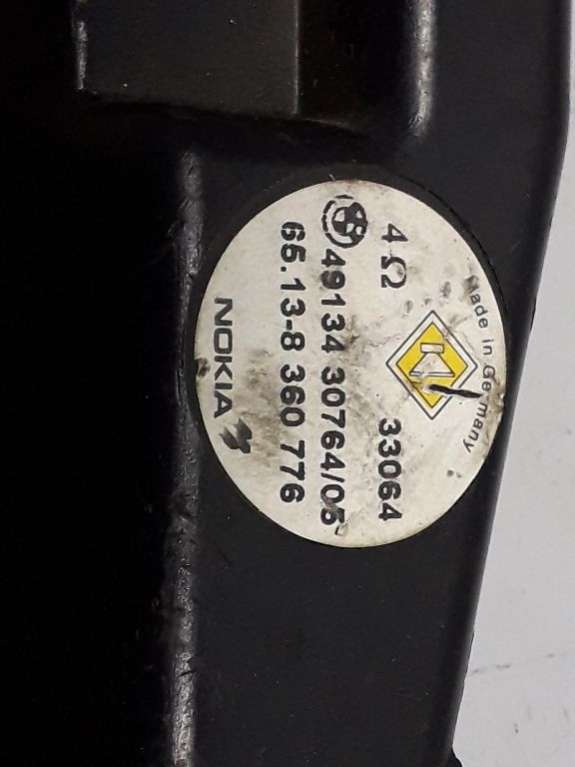 Made in Germany
4 Ω 33064
49134 30764/05
65.13-8 360 776
NOKIA